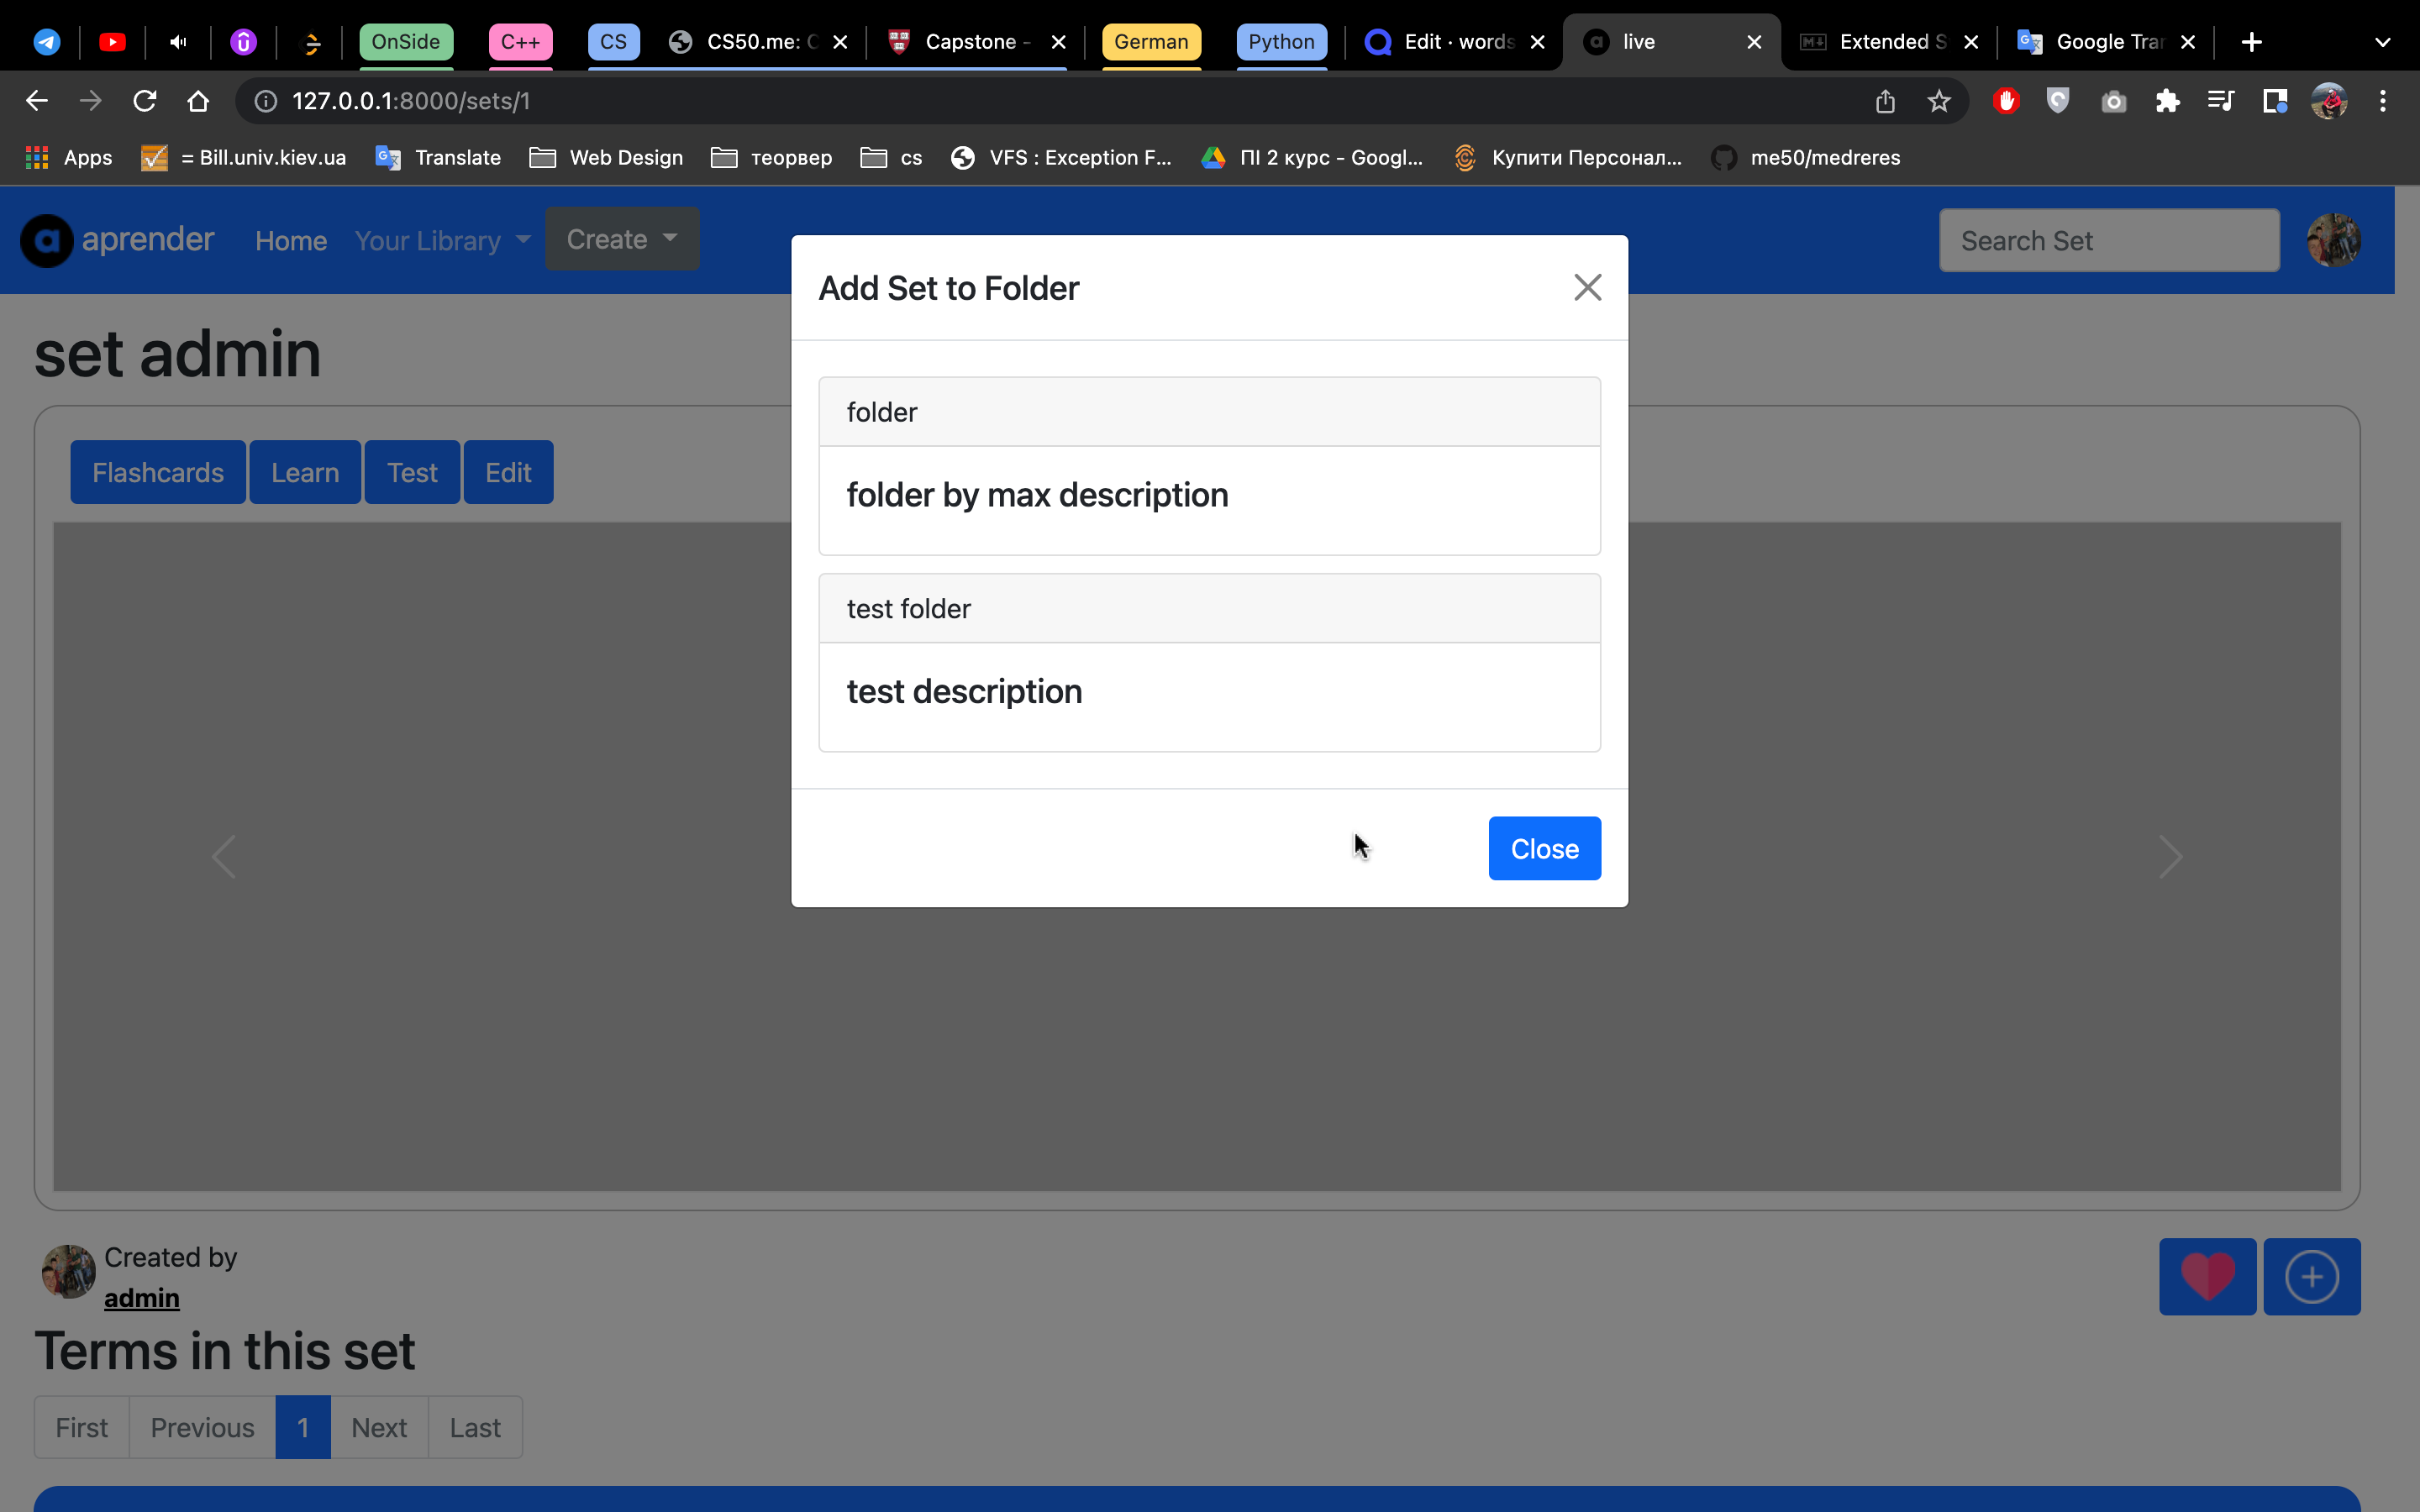 OnSide C++ CS CS50.me: C Capstone - German Python Edit · words live Extended S Google Tran
127.0.0.1:8000/sets/1
Apps = Bill.univ.kiev.ua Translate Web Design теорвер cs VFS : Exception F... ПІ 2 курс - Googl... Купити Персонал... me50/medreres
a aprender Home Your Library Create Search Set
Add Set to Folder
set admin
folder
Flashcards Learn Test Edit
folder by max description
test folder
test description
Close
Created by
admin
Terms in this set
First Previous 1 Next Last